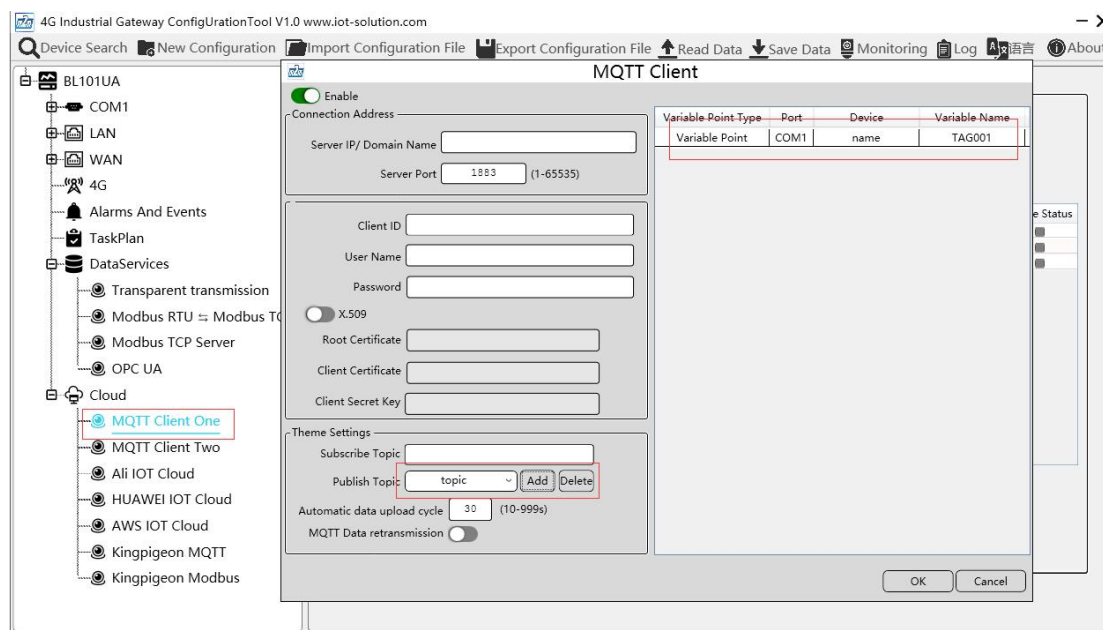 4G Industrial Gateway ConfigUrationTool V1.0 www.iot-solution.com
Device Search New Configuration Import Configuration File Export Configuration File Read Data Save Data Monitoring Log 语言 About
BL101UA
COM1
LAN
WAN
4G
Alarms And Events
TaskPlan
DataServices
Transparent transmission
Modbus RTU ⇆ Modbus TC
Modbus TCP Server
OPC UA
Cloud
MQTT Client One
MQTT Client Two
Ali IOT Cloud
HUAWEI IOT Cloud
AWS IOT Cloud
Kingpigeon MQTT
Kingpigeon Modbus
MQTT Client
Enable
Connection Address
Server IP/ Domain Name
Server Port 1883 (1-65535)
Client ID
User Name
Password
X.509
Root Certificate
Client Certificate
Client Secret Key
Theme Settings
Subscribe Topic
Publish Topic topic Add Delete
Automatic data upload cycle 30 (10-999s)
MQTT Data retransmission
Variable Point Type Port Device Variable Name
Variable Point COM1 name TAG001
OK Cancel
e Status